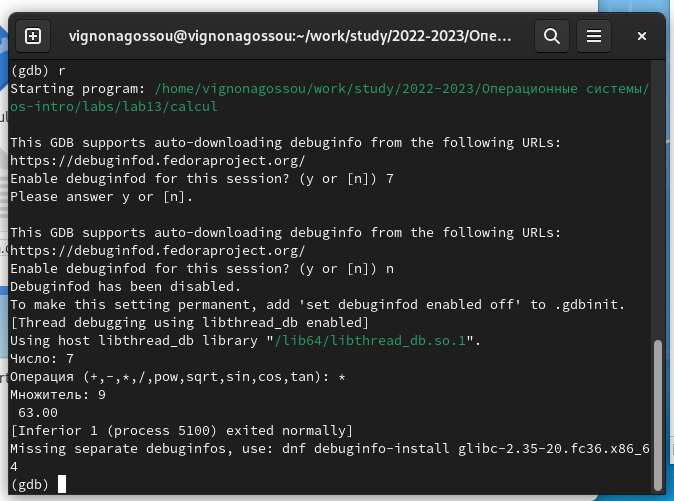 vignonagossou@vignonagossou:~/work/study/2022-2023/Опе...
(gdb) r
Starting program: /home/vignonagossou/work/study/2022-2023/Операционные системы/
os-intro/labs/lab13/calcul
This GDB supports auto-downloading debuginfo from the following URLs:
https://debuginfod.fedoraproject.org/
Enable debuginfod for this session? (y or [n]) 7
Please answer y or [n].
This GDB supports auto-downloading debuginfo from the following URLs:
https://debuginfod.fedoraproject.org/
Enable debuginfod for this session? (y or [n]) n
Debuginfod has been disabled.
To make this setting permanent, add 'set debuginfod enabled off' to .gdbinit.
[Thread debugging using libthread_db enabled]
Using host libthread_db library "/lib64/libthread_db.so.1".
Число: 7
Операция (+,-,*,/,pow,sqrt,sin,cos,tan): *
Множитель: 9
 63.00
[Inferior 1 (process 5100) exited normally]
Missing separate debuginfos, use: dnf debuginfo-install glibc-2.35-20.fc36.x86_6
4
(gdb)